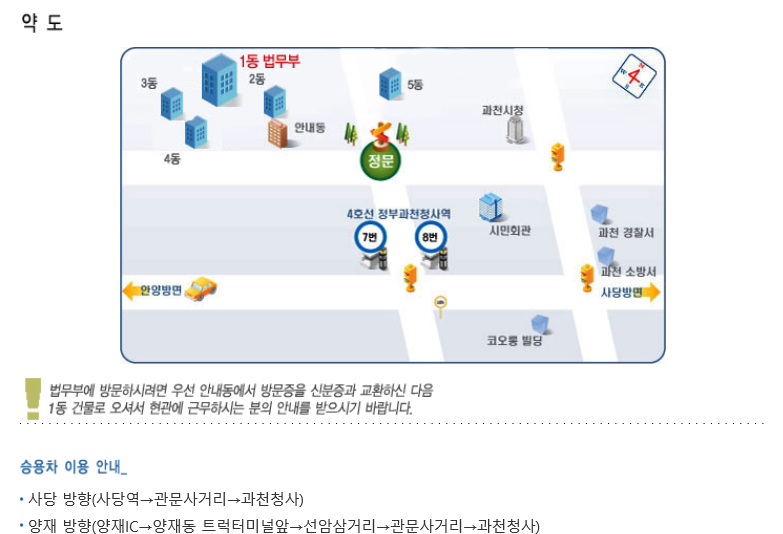 약 도
1동 법무부
3동
2동
5동
안내동
4동
과천시청
정문
4호선 정부과천청사역
7번
8번
시민회관
과천 경찰서
과천 소방서
안양방면
사당방면
코오롱 빌딩
법무부에 방문하시려면 우선 안내동에서 방문증을 신분증과 교환하신 다음
1동 건물로 오셔서 현관에 근무하시는 분의 안내를 받으시기 바랍니다.
승용차 이용 안내_
• 사당 방향(사당역→관문사거리→과천청사)
• 양재 방향(양재IC→양재동 트럭터미널앞→선암삼거리→관문사거리→과천청사)